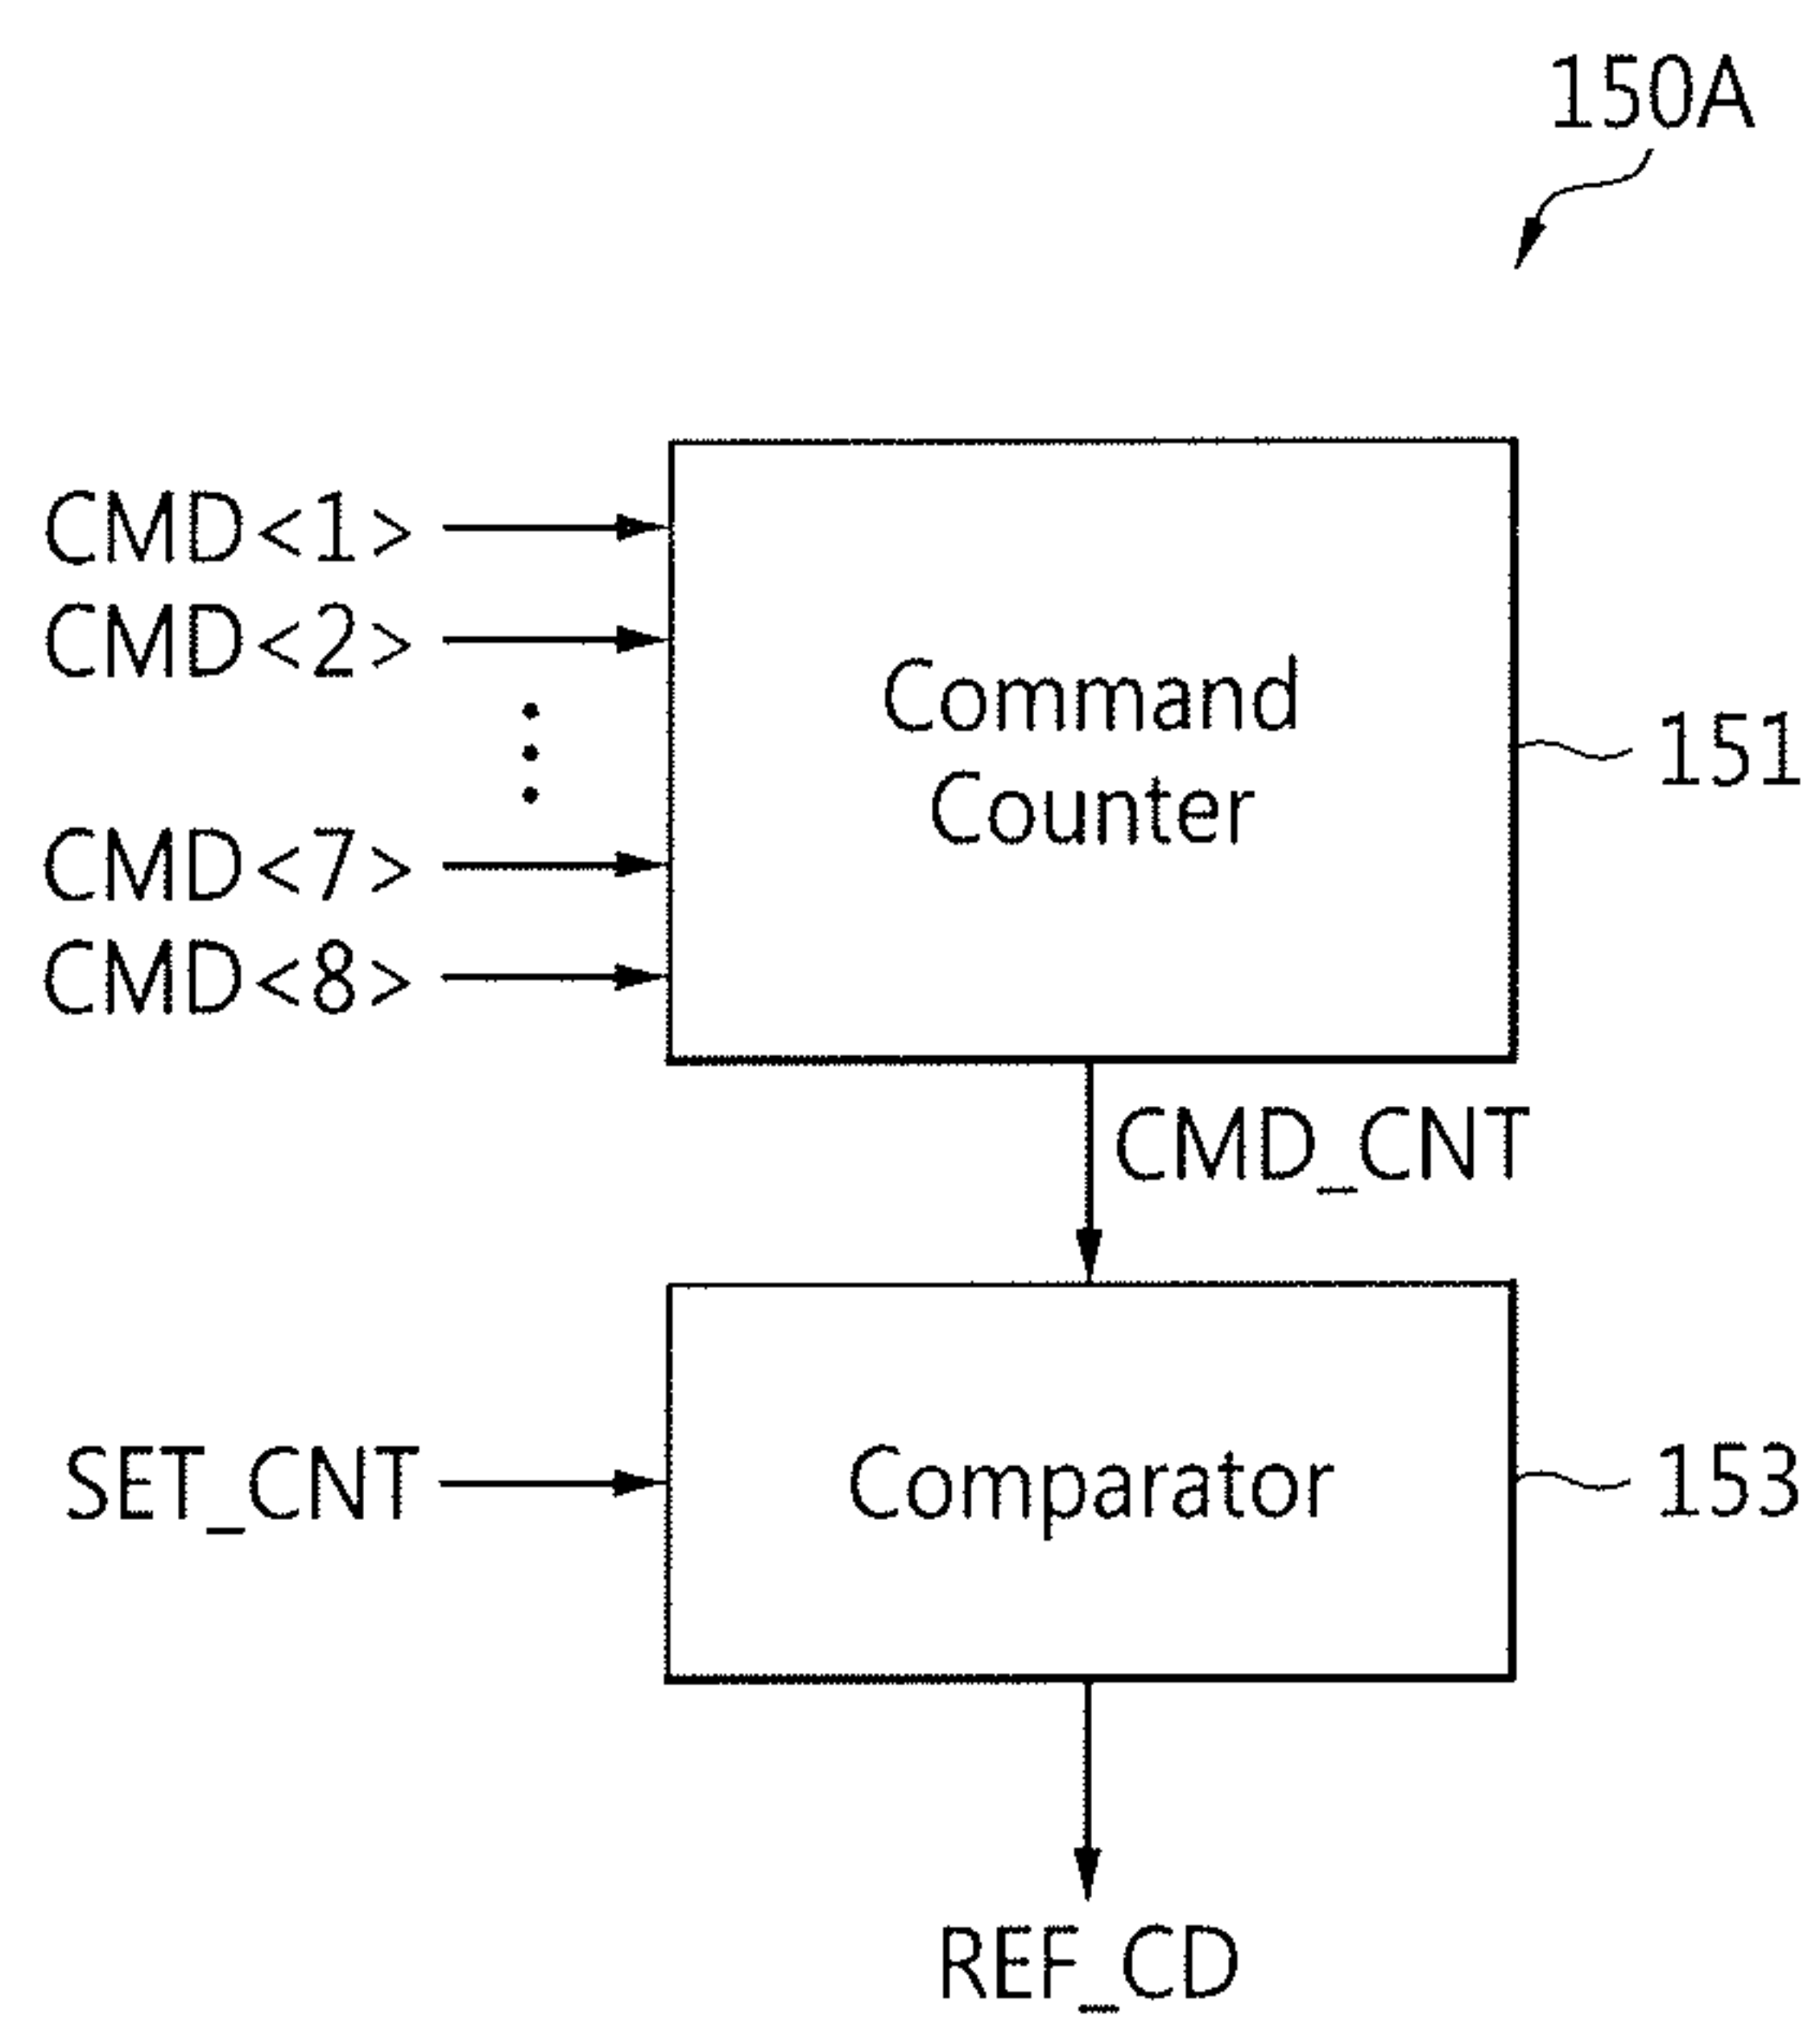 150A
CMD<1>
CMD<2>
Command
Counter
151
CMD<7>
CMD<8>
CMD_CNT
SET_CNT
Comparator
153
REF_CD